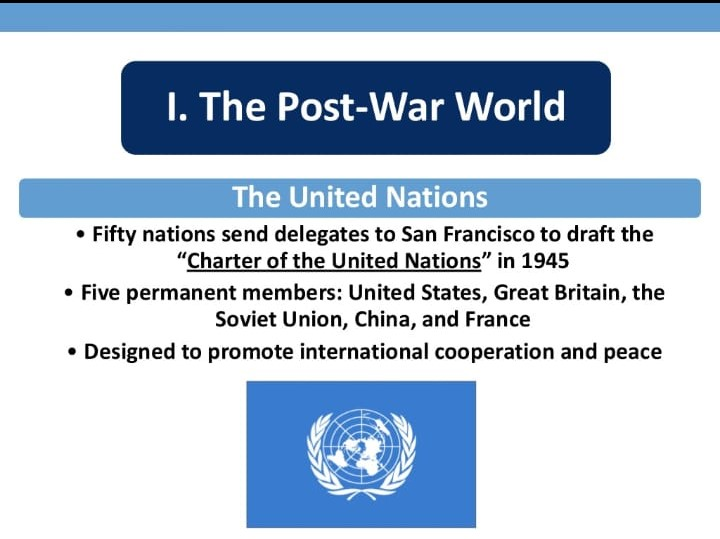 I. The Post-War World
The United Nations
• Fifty nations send delegates to San Francisco to draft the
“Charter of the United Nations” in 1945
• Five permanent members: United States, Great Britain, the
Soviet Union, China, and France
• Designed to promote international cooperation and peace